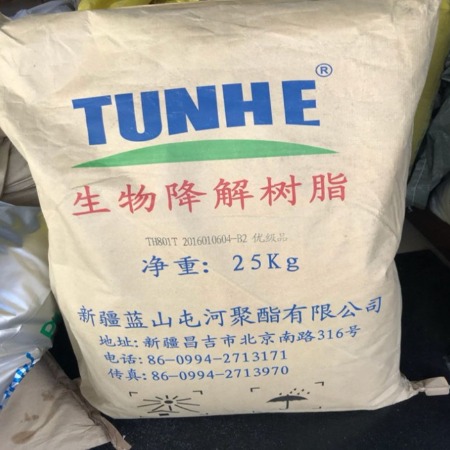 TUNHE®
生物降解树脂
TH801T 2016010604-B2 优级品
净重: 25Kg
新疆蓝山屯河聚酯有限公司
地址: 新疆昌吉市北京南路316号
电话: 86-0994-2713171
传真: 86-0994-2713970